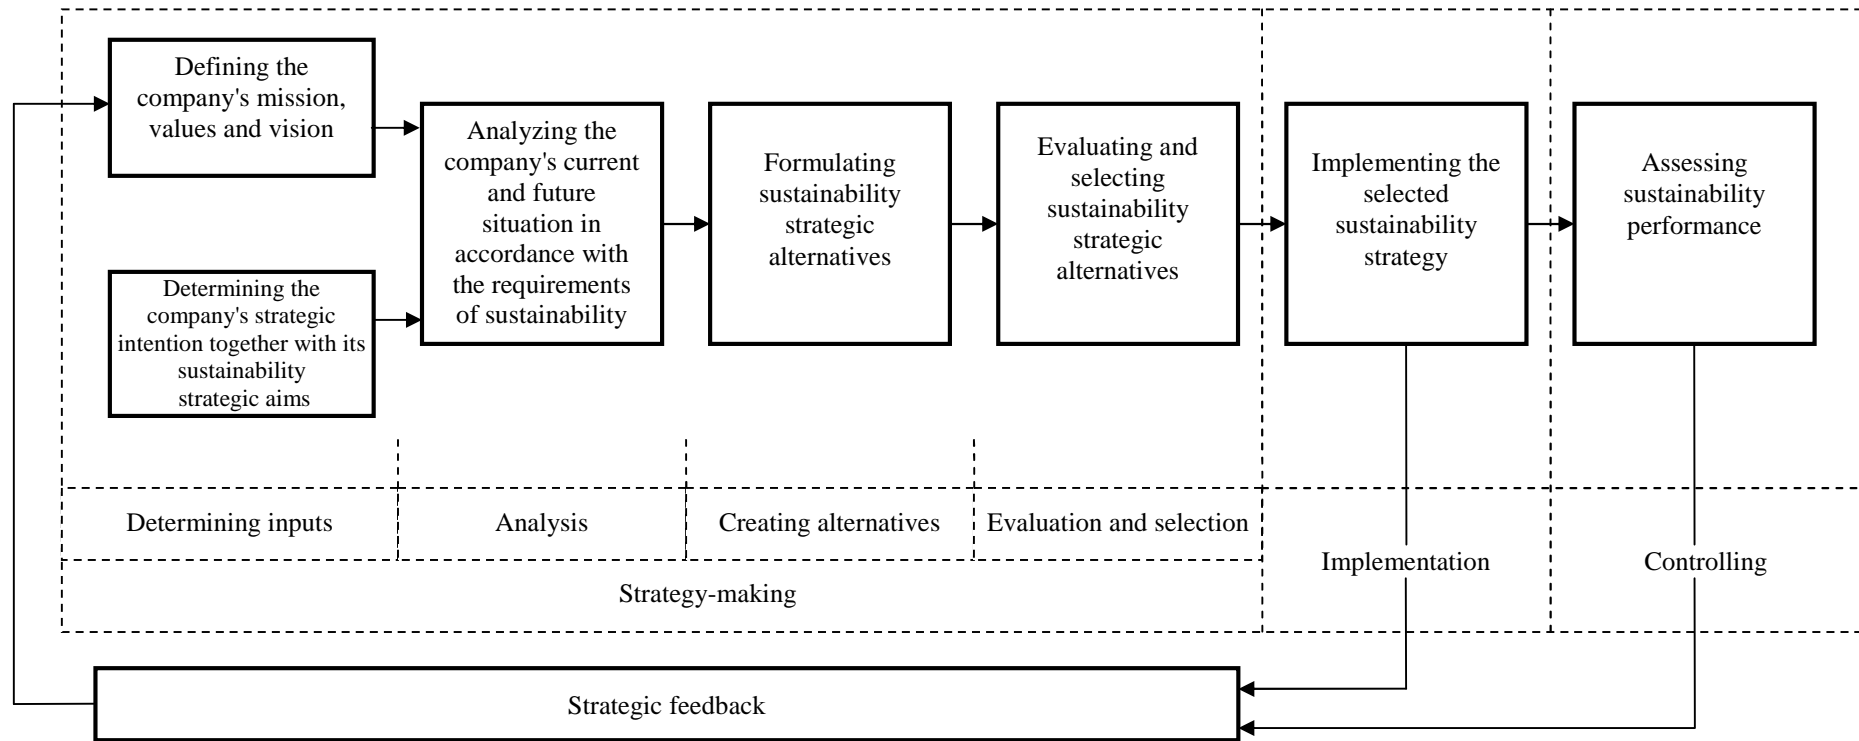 Defining the
company's mission,
values and vision
Determining the
company's strategic
intention together with its
sustainability
strategic aims
Analyzing the
company's current
and future
situation in
accordance with
the requirements
of sustainability
Formulating
sustainability
strategic
alternatives
Evaluating and
selecting
sustainability
strategic
alternatives
Implementing the
selected
sustainability
strategy
Assessing
sustainability
performance
Determining inputs
Analysis
Creating alternatives
Evaluation and selection
Strategy-making
Implementation
Controlling
Strategic feedback